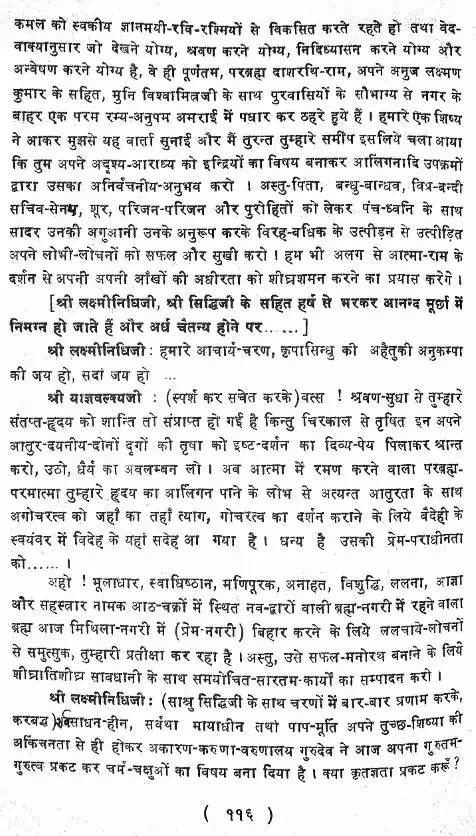 कमल को स्वकीय ज्ञानमयी-रवि-रश्मियों से विकसित करते रहते हो तथा वेद-
वाक्यानुसार जो देखने योग्य, श्रवण करने योग्य, निदिध्यासन करने योग्य और
अन्वेषण करने योग्य है, वे ही पूर्णतम, परब्रह्म दाशरथि-राम, अपने अनुज लक्ष्मण
कुमार के सहित, मुनि विश्वामित्रजी के साथ पुरवासियों के सौभाग्य से नगर के
बाहर एक परम रम्य-अनुपम अमराई में पधार कर ठहरे हुये हैं । हमारे एक शिष्य
ने आकर मुझसे यह वार्ता सुनाई और मैं तुरन्त तुम्हारे समीप इसलिये चला आया
कि तुम अपने अदृश्य-आराध्य को इन्द्रियों का विषय बनाकर आलिंगनादि उपक्रमों
द्वारा उसका अनिर्वचनीय-अनुभव करो । अस्तु-पिता, बन्धु-बान्धव, विप्र-बन्दी
सचिव-सेनप, शूर, परिजन-परिजन और पुरोहितों को लेकर पंच-ध्वनि के साथ
सादर उनकी अगुआनी उनके अनुरूप करके विरह-बधिक के उत्पीड़न से उत्पीड़ित
अपने लोभी-लोचनों को सफल और सुखी करो ! हम भी अलग से आत्मा-राम के
दर्शन से अपनी अपनी आँखों की अधीरता को शीघ्रशमन करने का प्रयास करेंगे ।
[श्री लक्ष्मीनिधिजी, श्री सिद्धिजी के सहित हर्ष से भरकर आनन्द मूर्छा में
निमग्न हो जाते हैं और अर्ध चैतन्य होने पर ......]
श्री लक्ष्मीनिधिजी : हमारे आचार्य-चरण, कृपासिन्धु की अहैतुकी अनुकम्पा
की जय हो, सदां जय हो ...
श्री याज्ञवल्क्यजी : (स्पर्श कर सचेत करके) वत्स ! श्रवण-सुधा से तुम्हारे
संतप्त-हृदय को शान्ति तो संप्राप्त हो गई है किन्तु चिरकाल से तृषित इन अपने
आतुर-दयनीय-दोनों दृगों की तृषा को इष्ट-दर्शन का दिव्य-पेय पिलाकर श्रान्त
करो, उठो, धैर्य का अवलम्बन लो । अब आत्मा में रमण करने वाला परब्रह्म-
परमात्मा तुम्हारे हृदय का आलिंगन पाने के लोभ से अत्यन्त आतुरता के साथ
अगोचरत्व को जहाँ का तहाँ त्याग, गोचरत्व का दर्शन कराने के लिये वैदेही के
स्वयंवर में विदेह के यहां सदेह आ गया है । धन्य है उसकी प्रेम-पराधीनता
को...... ।
अहो ! मूलाधार, स्वाधिष्ठान, मणिपूरक, अनाहत, विशुद्धि, ललना, आज्ञा
और सहस्त्रार नामक आठ-चक्रों में स्थित नव-द्वारों वाली ब्रह्म-नगरी में रहने वाला
ब्रह्म आज मिथिला-नगरी में (प्रेम-नगरी) बिहार करने के लिये ललचाये-लोचनों
से समुत्सुक, तुम्हारी प्रतीक्षा कर रहा है । अस्तु, उसे सफल-मनोरथ बनाने के लिये
शीघ्रातिशीघ्र सावधानी के साथ समयोचित-सारतम-कार्यों का सम्पादन करो ।
श्री लक्ष्मीनिधिजी : (साश्रु सिद्धिजी के साथ चरणों में बार-बार प्रणाम करके,
करबद्ध) साधन-हीन, सर्वथा मायाधीन तथा पाप-मूर्ति अपने तुच्छ-शिष्या की
अकिंचनता से ही होकर अकारण-करुणा-वरुणालय गुरुदेव ने आज अपना गुरुतम-
गुरुत्व प्रकट कर चर्म-चक्षुओं का विषय बना दिया है । क्या कृतज्ञता प्रकट करूँ ?
( ११६ )